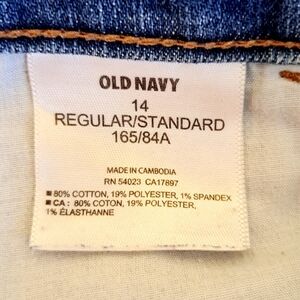 OLD NAVY
14
REGULAR/STANDARD
165/84A
MADE IN CAMBODIA
RN 54023 CA17897
■ 80% COTTON, 19% POLYESTER, 1% SPANDEX
■ CA : 80% COTON, 19% POLYESTER,
1% ÉLASTHANNE